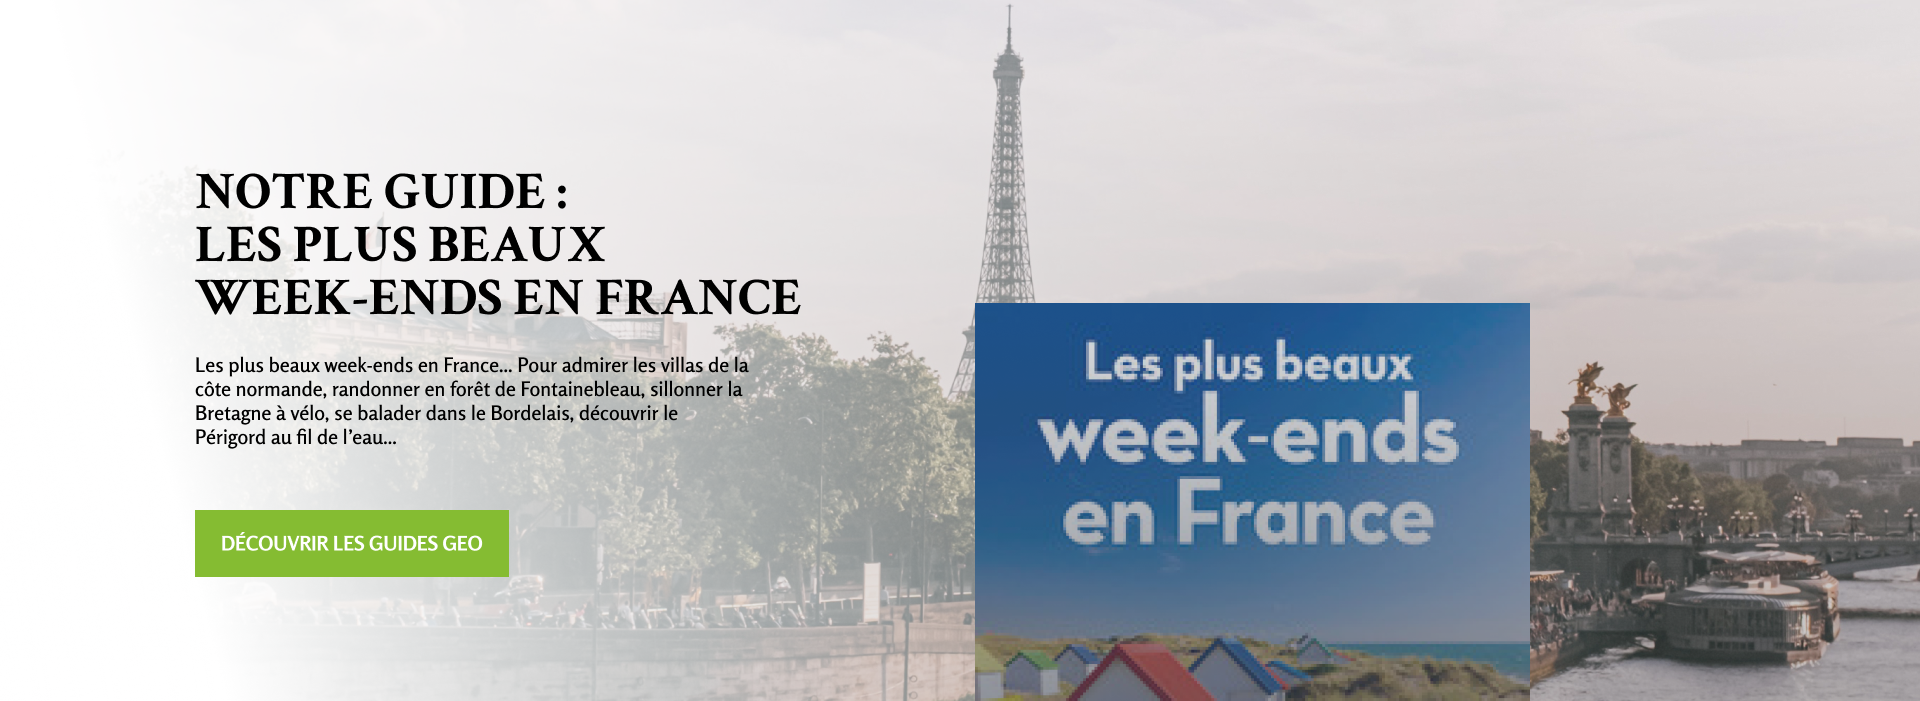 NOTRE GUIDE :
LES PLUS BEAUX
WEEK-ENDS EN FRANCE
Les plus beaux week-ends en France... Pour admirer les villas de la
côte normande, randonner en forêt de Fontainebleau, sillonner la
Bretagne à vélo, se balader dans le Bordelais, découvrir le
Périgord au fil de l’eau...
DÉCOUVRIR LES GUIDES GEO
Les plus beaux
week-ends
en France